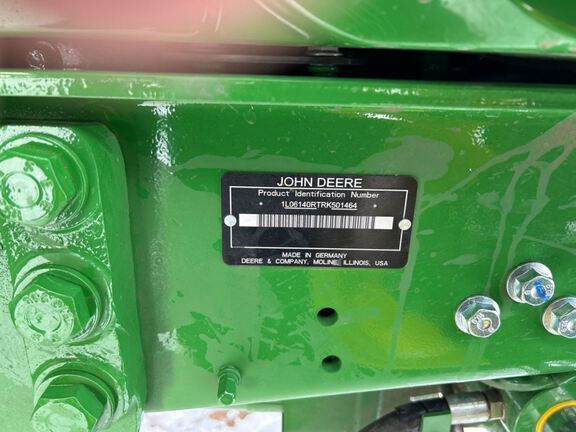 JOHN DEERE
Product Identification Number
* 1L06140RTRK501464 *
MADE IN GERMANY
DEERE & COMPANY, MOLINE, ILLINOIS, USA